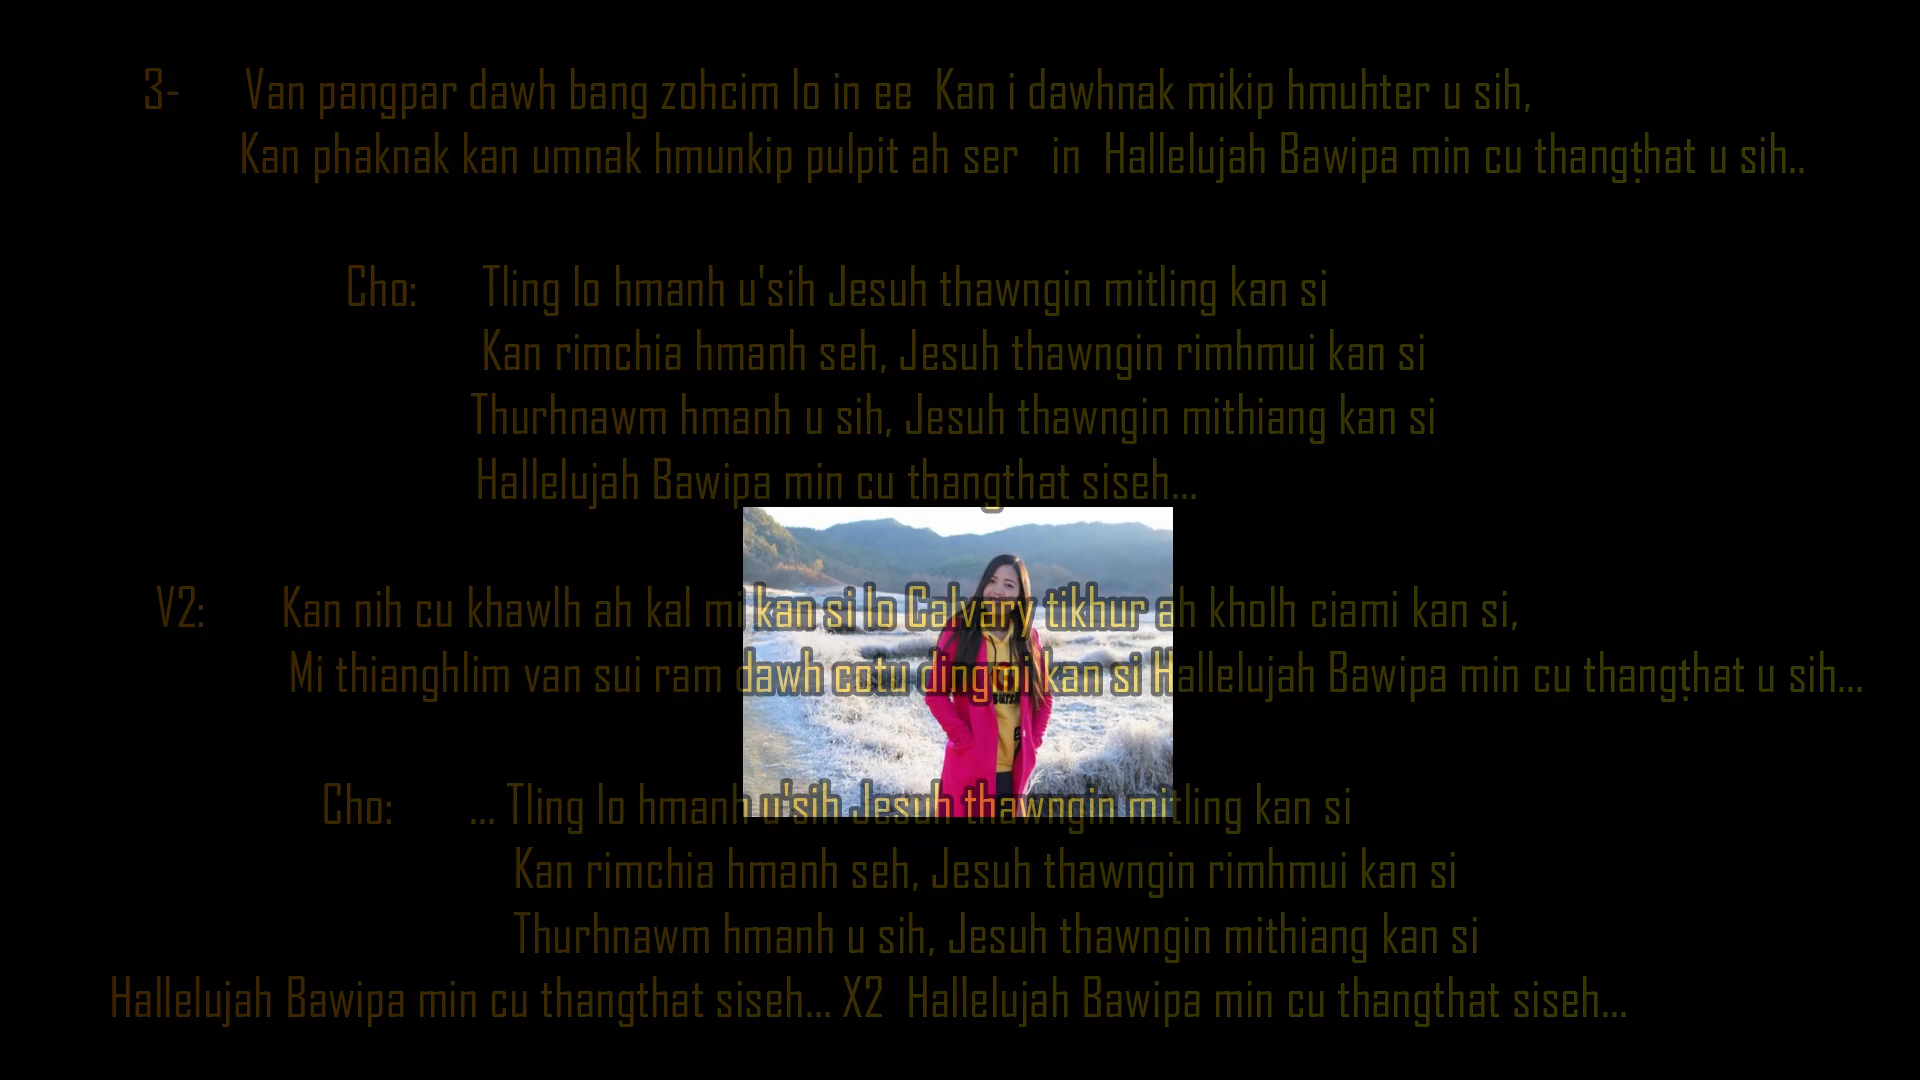 3- Van pangpar dawh bang zohcim lo in ee Kan i dawhnak mikip hmuhter u sih,
Kan phaknak kan umnak hmunkip pulpit ah ser in Hallelujah Bawipa min cu thangṭhat u sih..
Cho: Tling lo hmanh u'sih Jesuh thawngin mitling kan si
Kan rimchia hmanh seh, Jesuh thawngin rimhmui kan si
Thurhnawm hmanh u sih, Jesuh thawngin mithiang kan si
Hallelujah Bawipa min cu thangthat siseh...
V2: Kan nih cu khawlh ah kal mi kan si lo Calvary tikhur ah kholh ciami kan si,
Mi thianghlim van sui ram dawh cotu dingmi kan si Hallelujah Bawipa min cu thangṭhat u sih...
Cho: ... Tling lo hmanh u'sih Jesuh thawngin mitling kan si
Kan rimchia hmanh seh, Jesuh thawngin rimhmui kan si
Thurhnawm hmanh u sih, Jesuh thawngin mithiang kan si
Hallelujah Bawipa min cu thangthat siseh... X2 Hallelujah Bawipa min cu thangthat siseh...